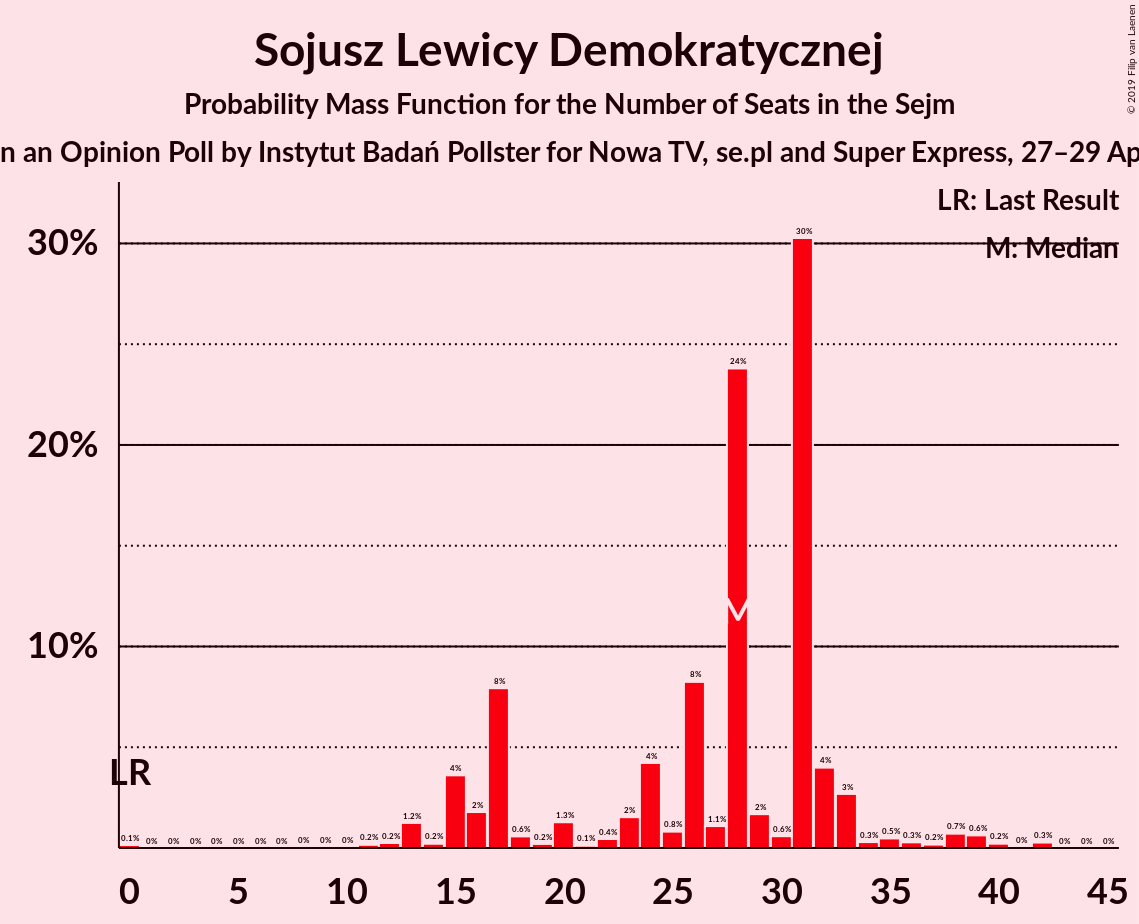 Sojusz Lewicy Demokratycznej
Probability Mass Function for the Number of Seats in the Sejm
n an Opinion Poll by Instytut Badań Pollster for Nowa TV, se.pl and Super Express, 27–29 Ap
© 2019 Filip van Laenen
LR: Last Result
M: Median
30%
20%
10%
LR
0.1% 0% 0% 0% 0% 0% 0% 0% 0% 0% 0% 0.2% 0.2% 1.2% 0.2% 4% 2% 8% 0.6% 0.2% 1.3% 0.1% 0.4% 2% 4% 0.8% 8% 1.1% 24% 2% 0.6% 30% 4% 3% 0.3% 0.5% 0.3% 0.2% 0.7% 0.6% 0.2% 0% 0.3% 0% 0% 0%
0 5 10 15 20 25 30 35 40 45